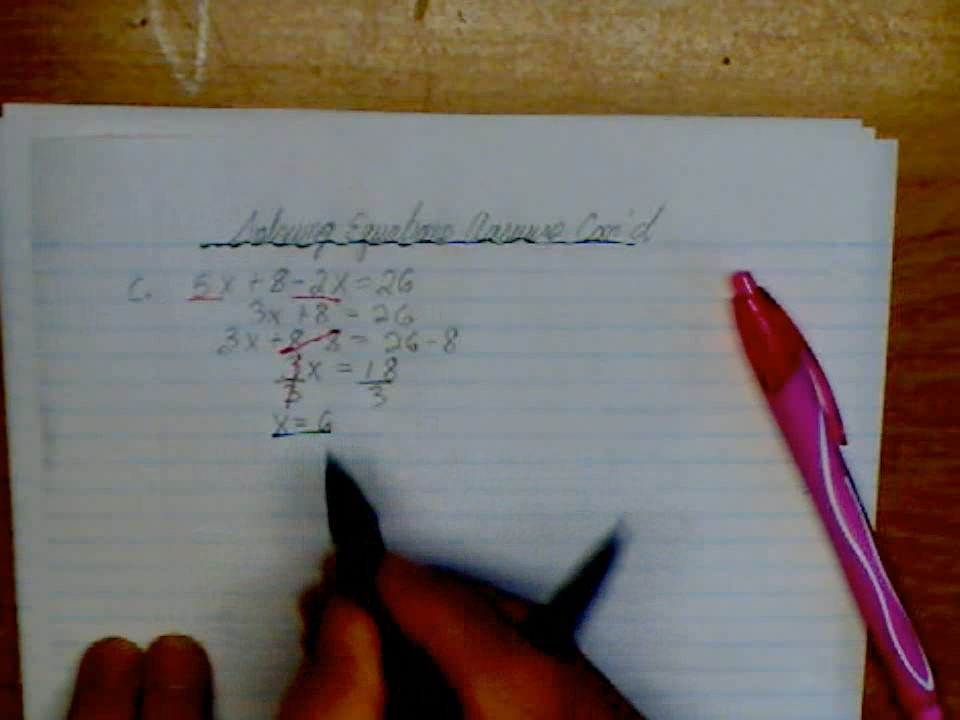 Solving Equations Answers Con'd
c. 5x + 8 - 2x = 26
3x + 8 = 26
3x + 8 - 8 = 26 - 8
3x = 18
3 3
x = 6